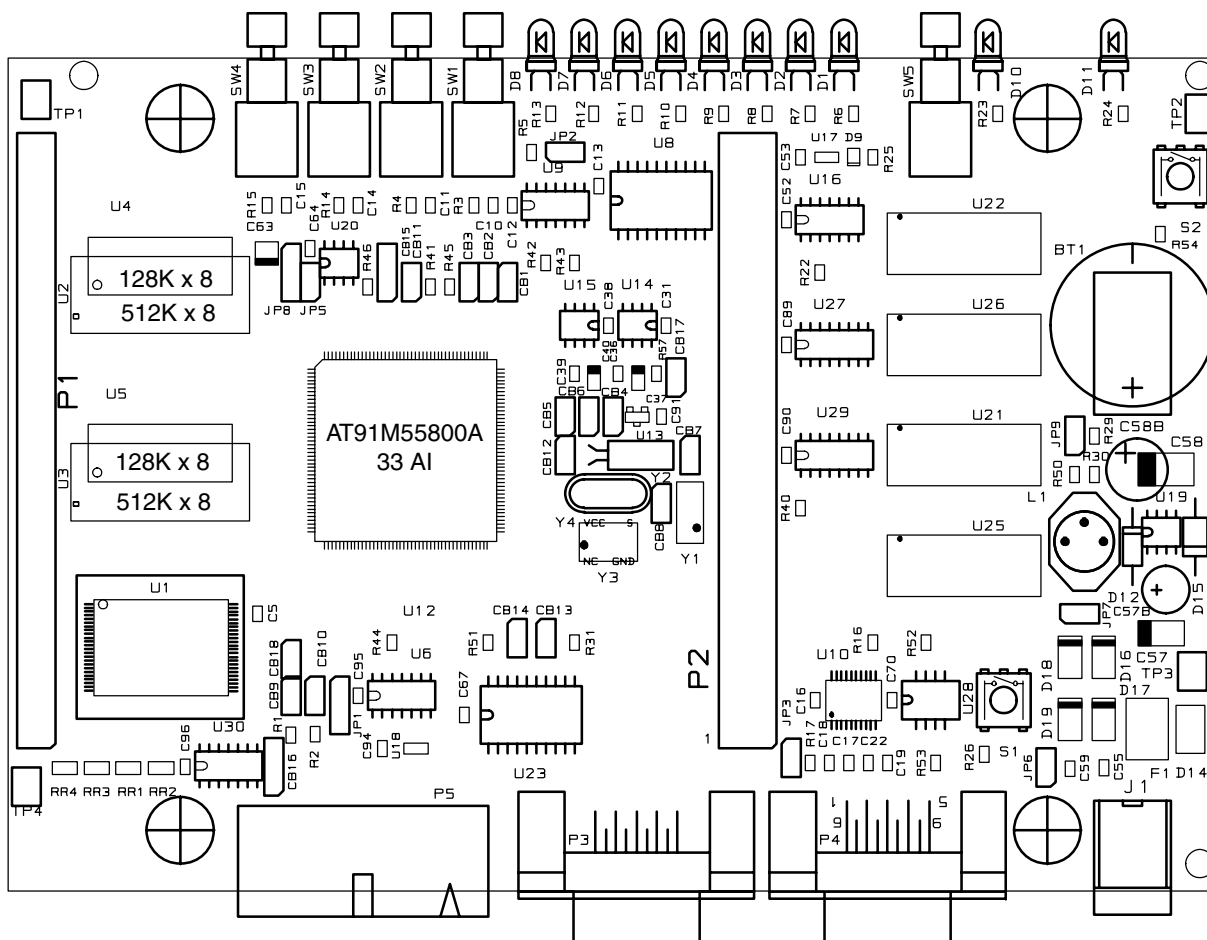 SW4
SW3
SW2
SW1
D8
D7
D6
D5
D4
D3
D2
D1
SW5
D10
D11
TP1
R5
R13
R12
R11
R10
R9
R8
R7
R6
R23
R24
TP2
JP2
U9
C13
U8
C53
U17
D9
R25
U16
C52
U4
R15
C15
R14
C14
R4
C11
R3
C10
C12
U22
S2
R54
C63
C64
U20
R46
CB15
CB11
R41
R45
CB3
CB2
CB1
R42
R43
R22
BT1
U2
128K x 8
512K x 8
JP8
JP5
U15
C38
U14
C31
CB17
C89
U27
U26
C40
C36
R57
C39
P1
U5
CB6
CB4
C37
C91
CB5
U13
CB7
C90
U29
U21
JP9
R29
C58B
C58
AT91M55800A
33 AI
U3
128K x 8
512K x 8
CB12
Y2
R50
R30
L1
U19
Y4
VCC
S
NC
GND
Y3
CB8
Y1
R40
U25
D12
C57B
D15
JP7
U1
C5
U12
CB14
CB13
R44
R51
R31
CB18
CB10
CB9
C95
U6
C67
P2
1
R16
R52
U10
C16
C70
U28
D18
D16
C57
TP3
D17
D19
U30
C96
R1
R2
JP1
C94
U18
CB16
U23
JP3
R17
C18
C17
C22
C19
R53
R26
S1
JP6
C59
C55
F1
D14
TP4
RR4
RR3
RR1
RR2
P5
P3
P4
1
6
5
9
J1